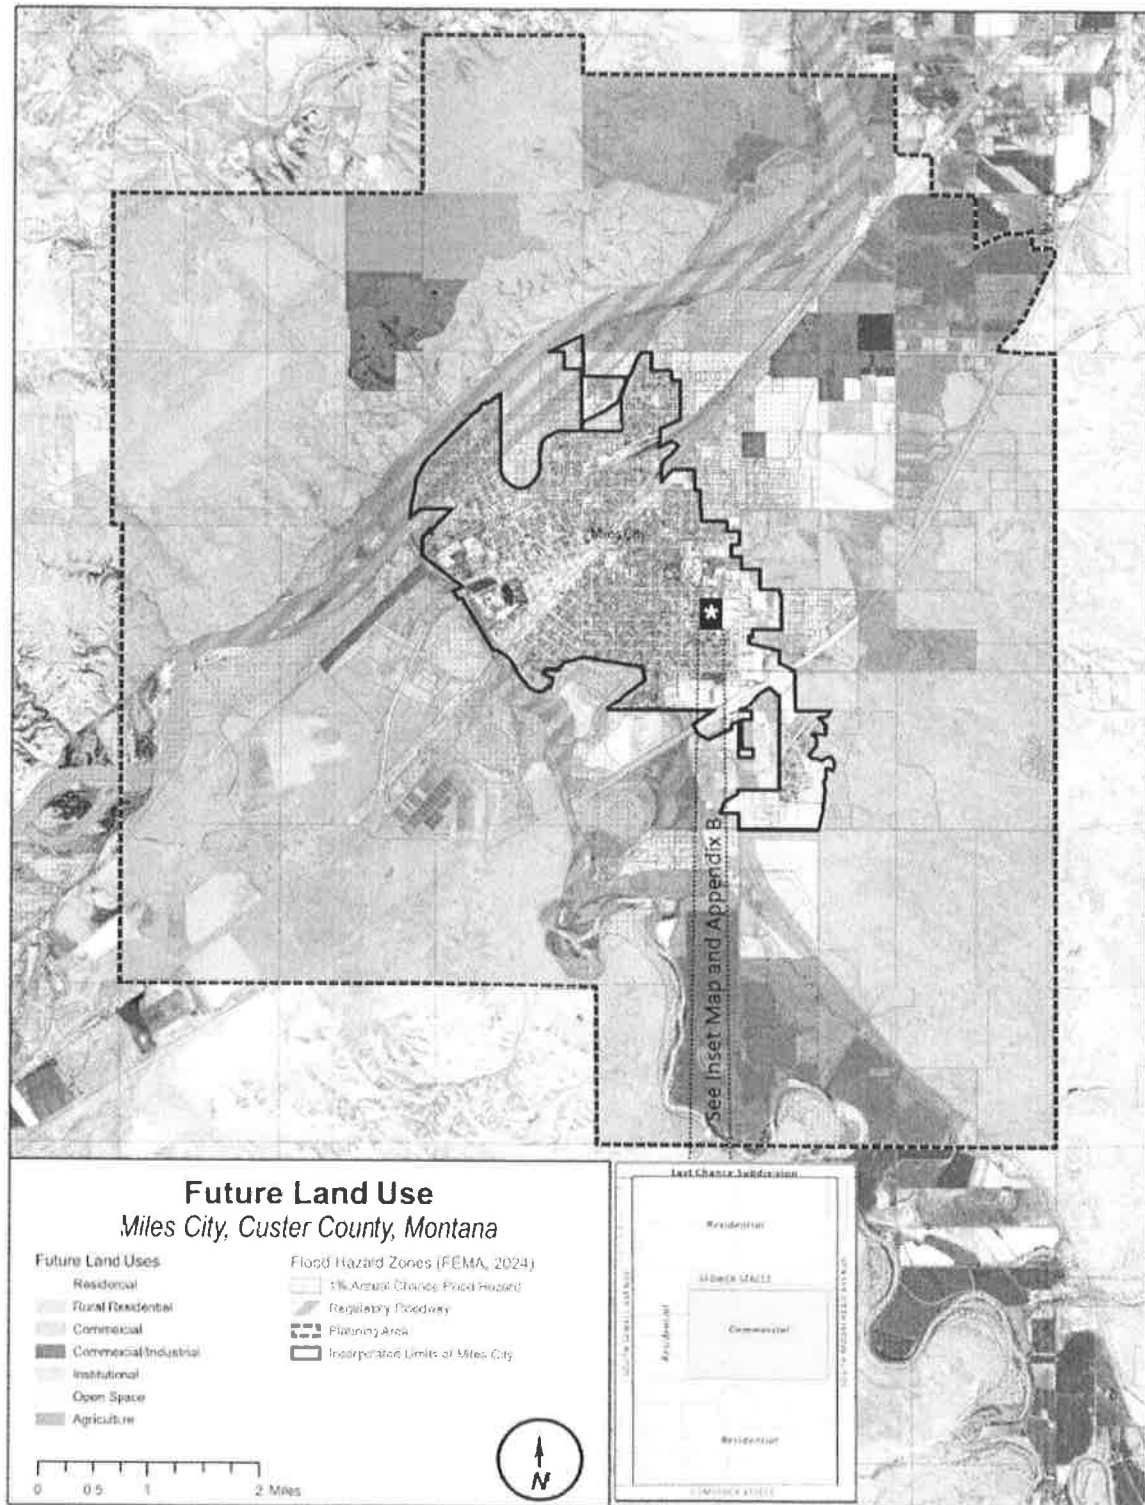 Miles City
See Inset Map and Appendix B
Future Land Use
Miles City, Custer County, Montana
Future Land Uses
Residential
Rural Residential
Commercial
Commercial/Industrial
Institutional
Open Space
Agriculture
Flood Hazard Zones (FEMA, 2024)
1% Annual Chance Flood Hazard
Regulatory Floodway
Planning Area
Incorporated Limits of Miles City
0 0.5 1 2 Miles
N
Last Chance Subdivision
Residential
Residential
Commercial
Residential